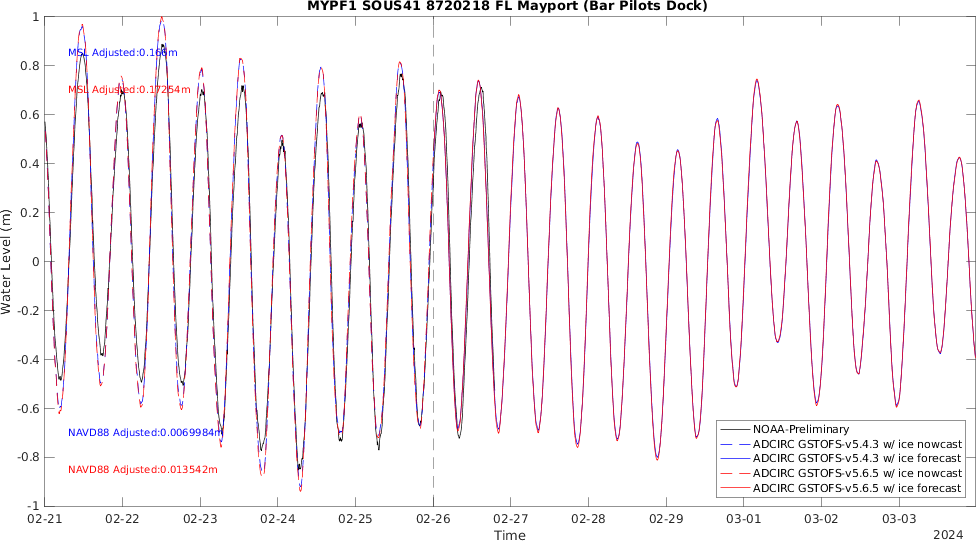 MYPF1 SOUS41 8720218 FL Mayport (Bar Pilots Dock)
1
0.8
0.6
0.4
0.2
0
-0.2
-0.4
-0.6
-0.8
-1
Water Level (m)
MSL Adjusted:0.166m
MSL Adjusted:0.17254m
NAVD88 Adjusted:0.0069984m
NAVD88 Adjusted:0.013542m
NOAA-Preliminary
ADCIRC GSTOFS-v5.4.3 w/ ice nowcast
ADCIRC GSTOFS-v5.4.3 w/ ice forecast
ADCIRC GSTOFS-v5.6.5 w/ ice nowcast
ADCIRC GSTOFS-v5.6.5 w/ ice forecast
02-21 02-22 02-23 02-24 02-25 02-26 02-27 02-28 02-29 03-01 03-02 03-03
Time
2024